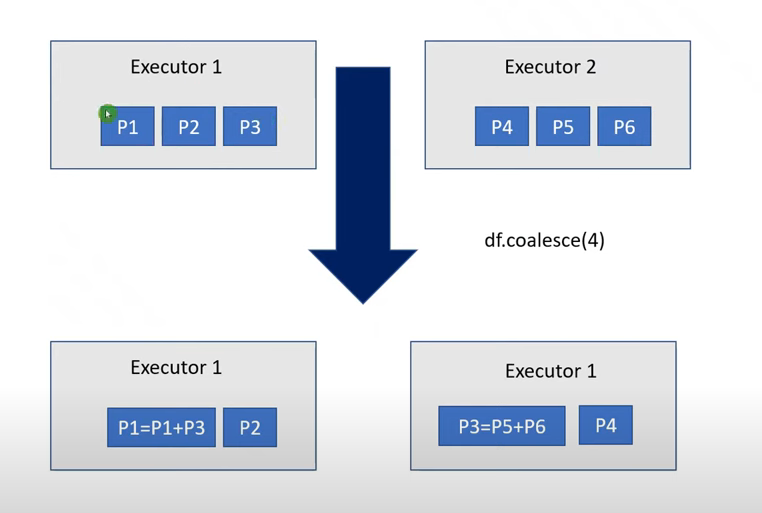 Executor 1
P1
P2
P3
Executor 2
P4
P5
P6
df.coalesce(4)
Executor 1
P1=P1+P3
P2
Executor 1
P3=P5+P6
P4